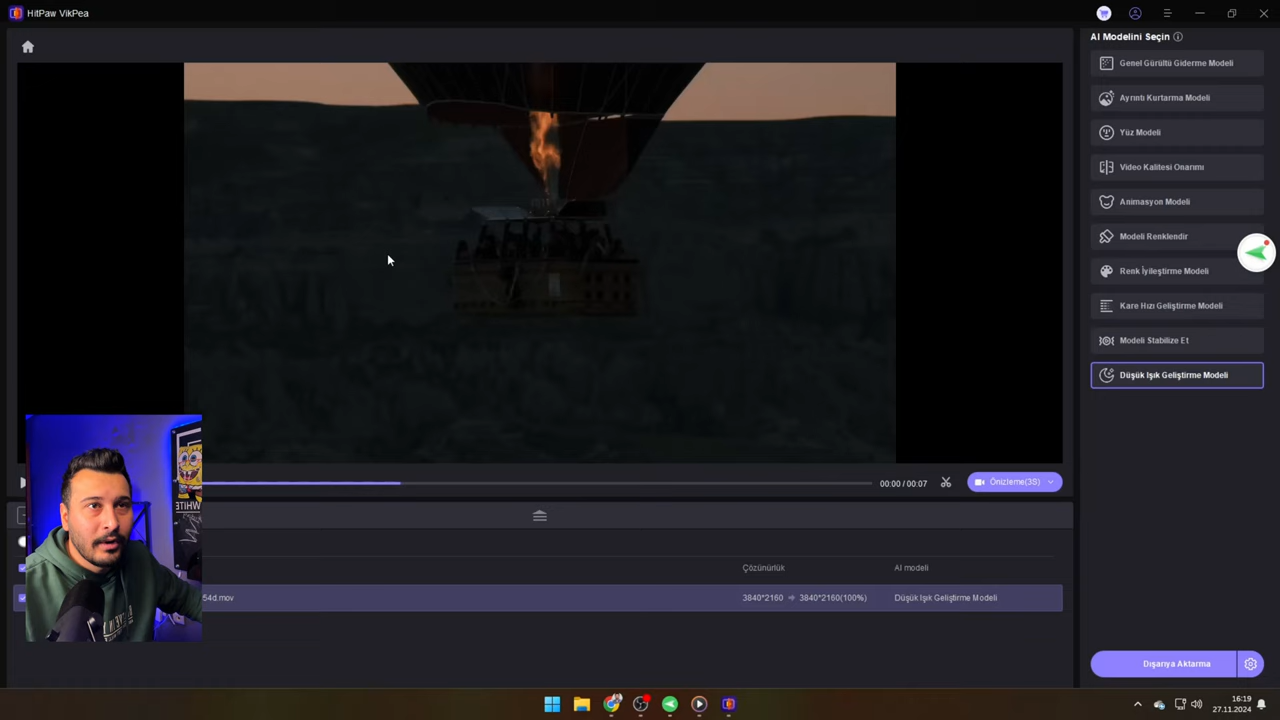 HitPaw VikPea
AI Modelini Seçin
Genel Gürültü Giderme Modeli
Ayrıntı Kurtarma Modeli
Yüz Modeli
Video Kalitesi Onarımı
Animasyon Modeli
Modeli Renklendir
Renk İyileştirme Modeli
Kare Hızı Geliştirme Modeli
Modeli Stabilize Et
Düşük Işık Geliştirme Modeli
00:00 / 00:07
Önizleme(3S)
Çözünürlük
AI modeli
54d.mov
3840*2160
3840*2160(100%)
Düşük Işık Geliştirme Modeli
Dışarıya Aktarma
16:19
27.11.2024